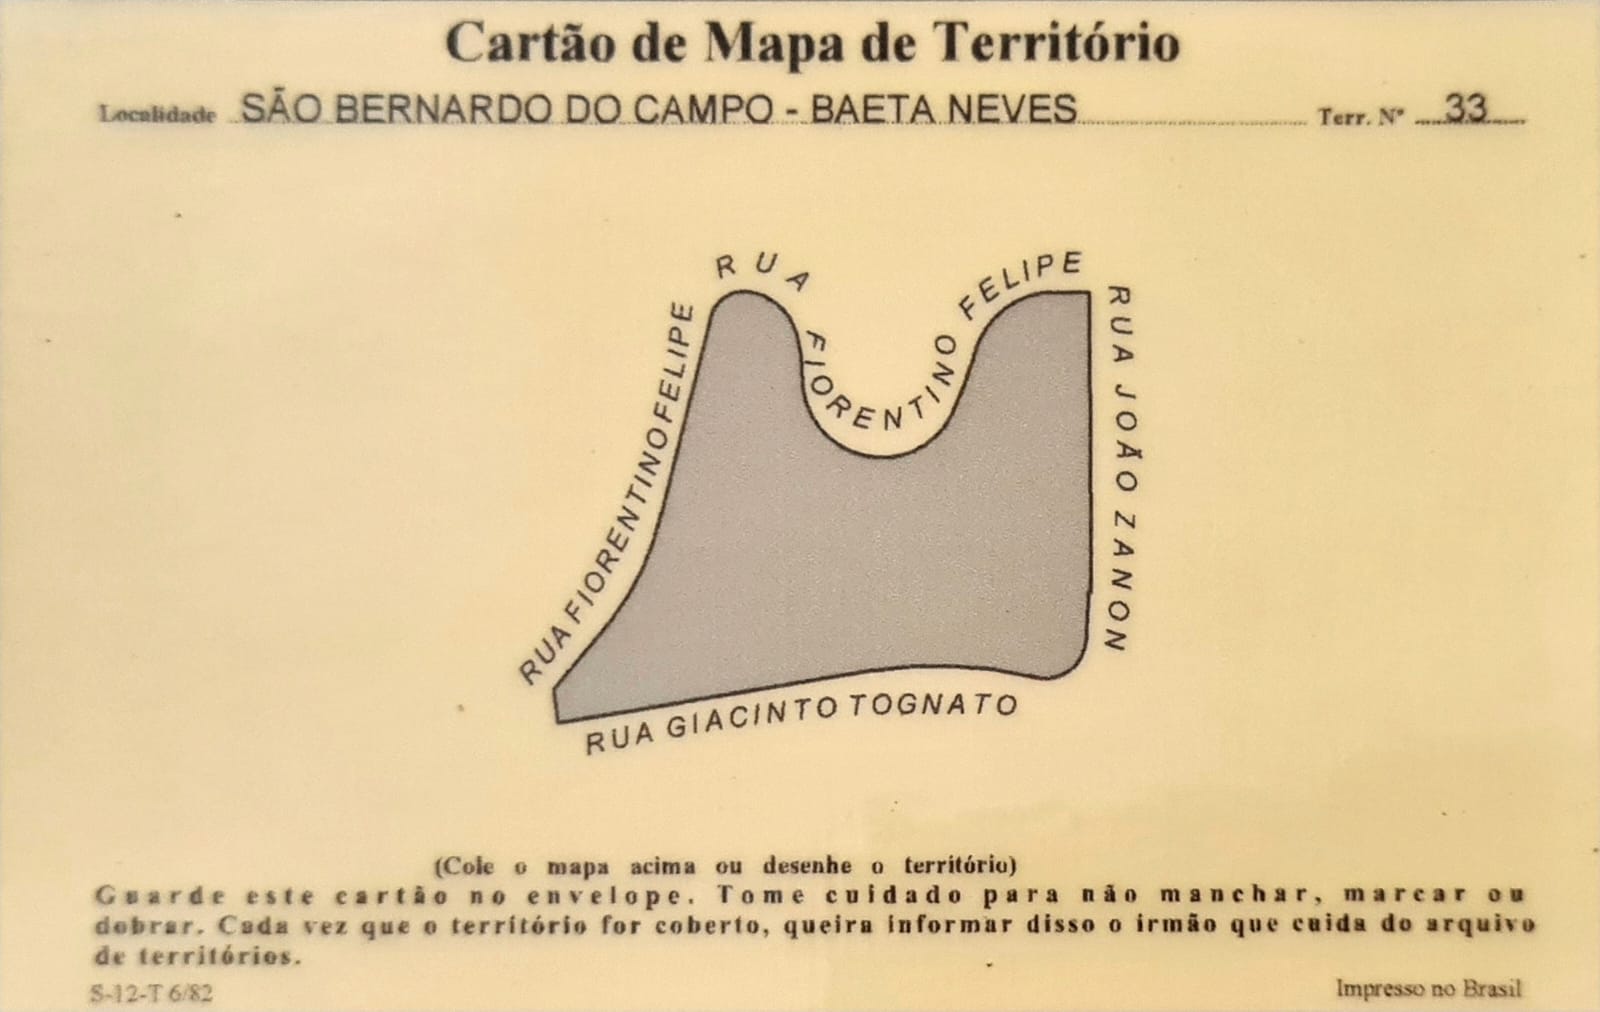 Cartão de Mapa de Território
Localidade SÃO BERNARDO DO CAMPO - BAETA NEVES Terr. Nº 33
RUA FIORENTINO FELIPE
RUA FIORENTINO FELIPE
RUA JOÃO ZANON
RUA GIACINTO TOGNATO
(Cole o mapa acima ou desenhe o território)
Guarde este cartão no envelope. Tome cuidado para não manchar, marcar ou
dobrar. Cada vez que o território for coberto, queira informar disso o irmão que cuida do arquivo
de territórios.
S-12-T 6/82 Impresso no Brasil